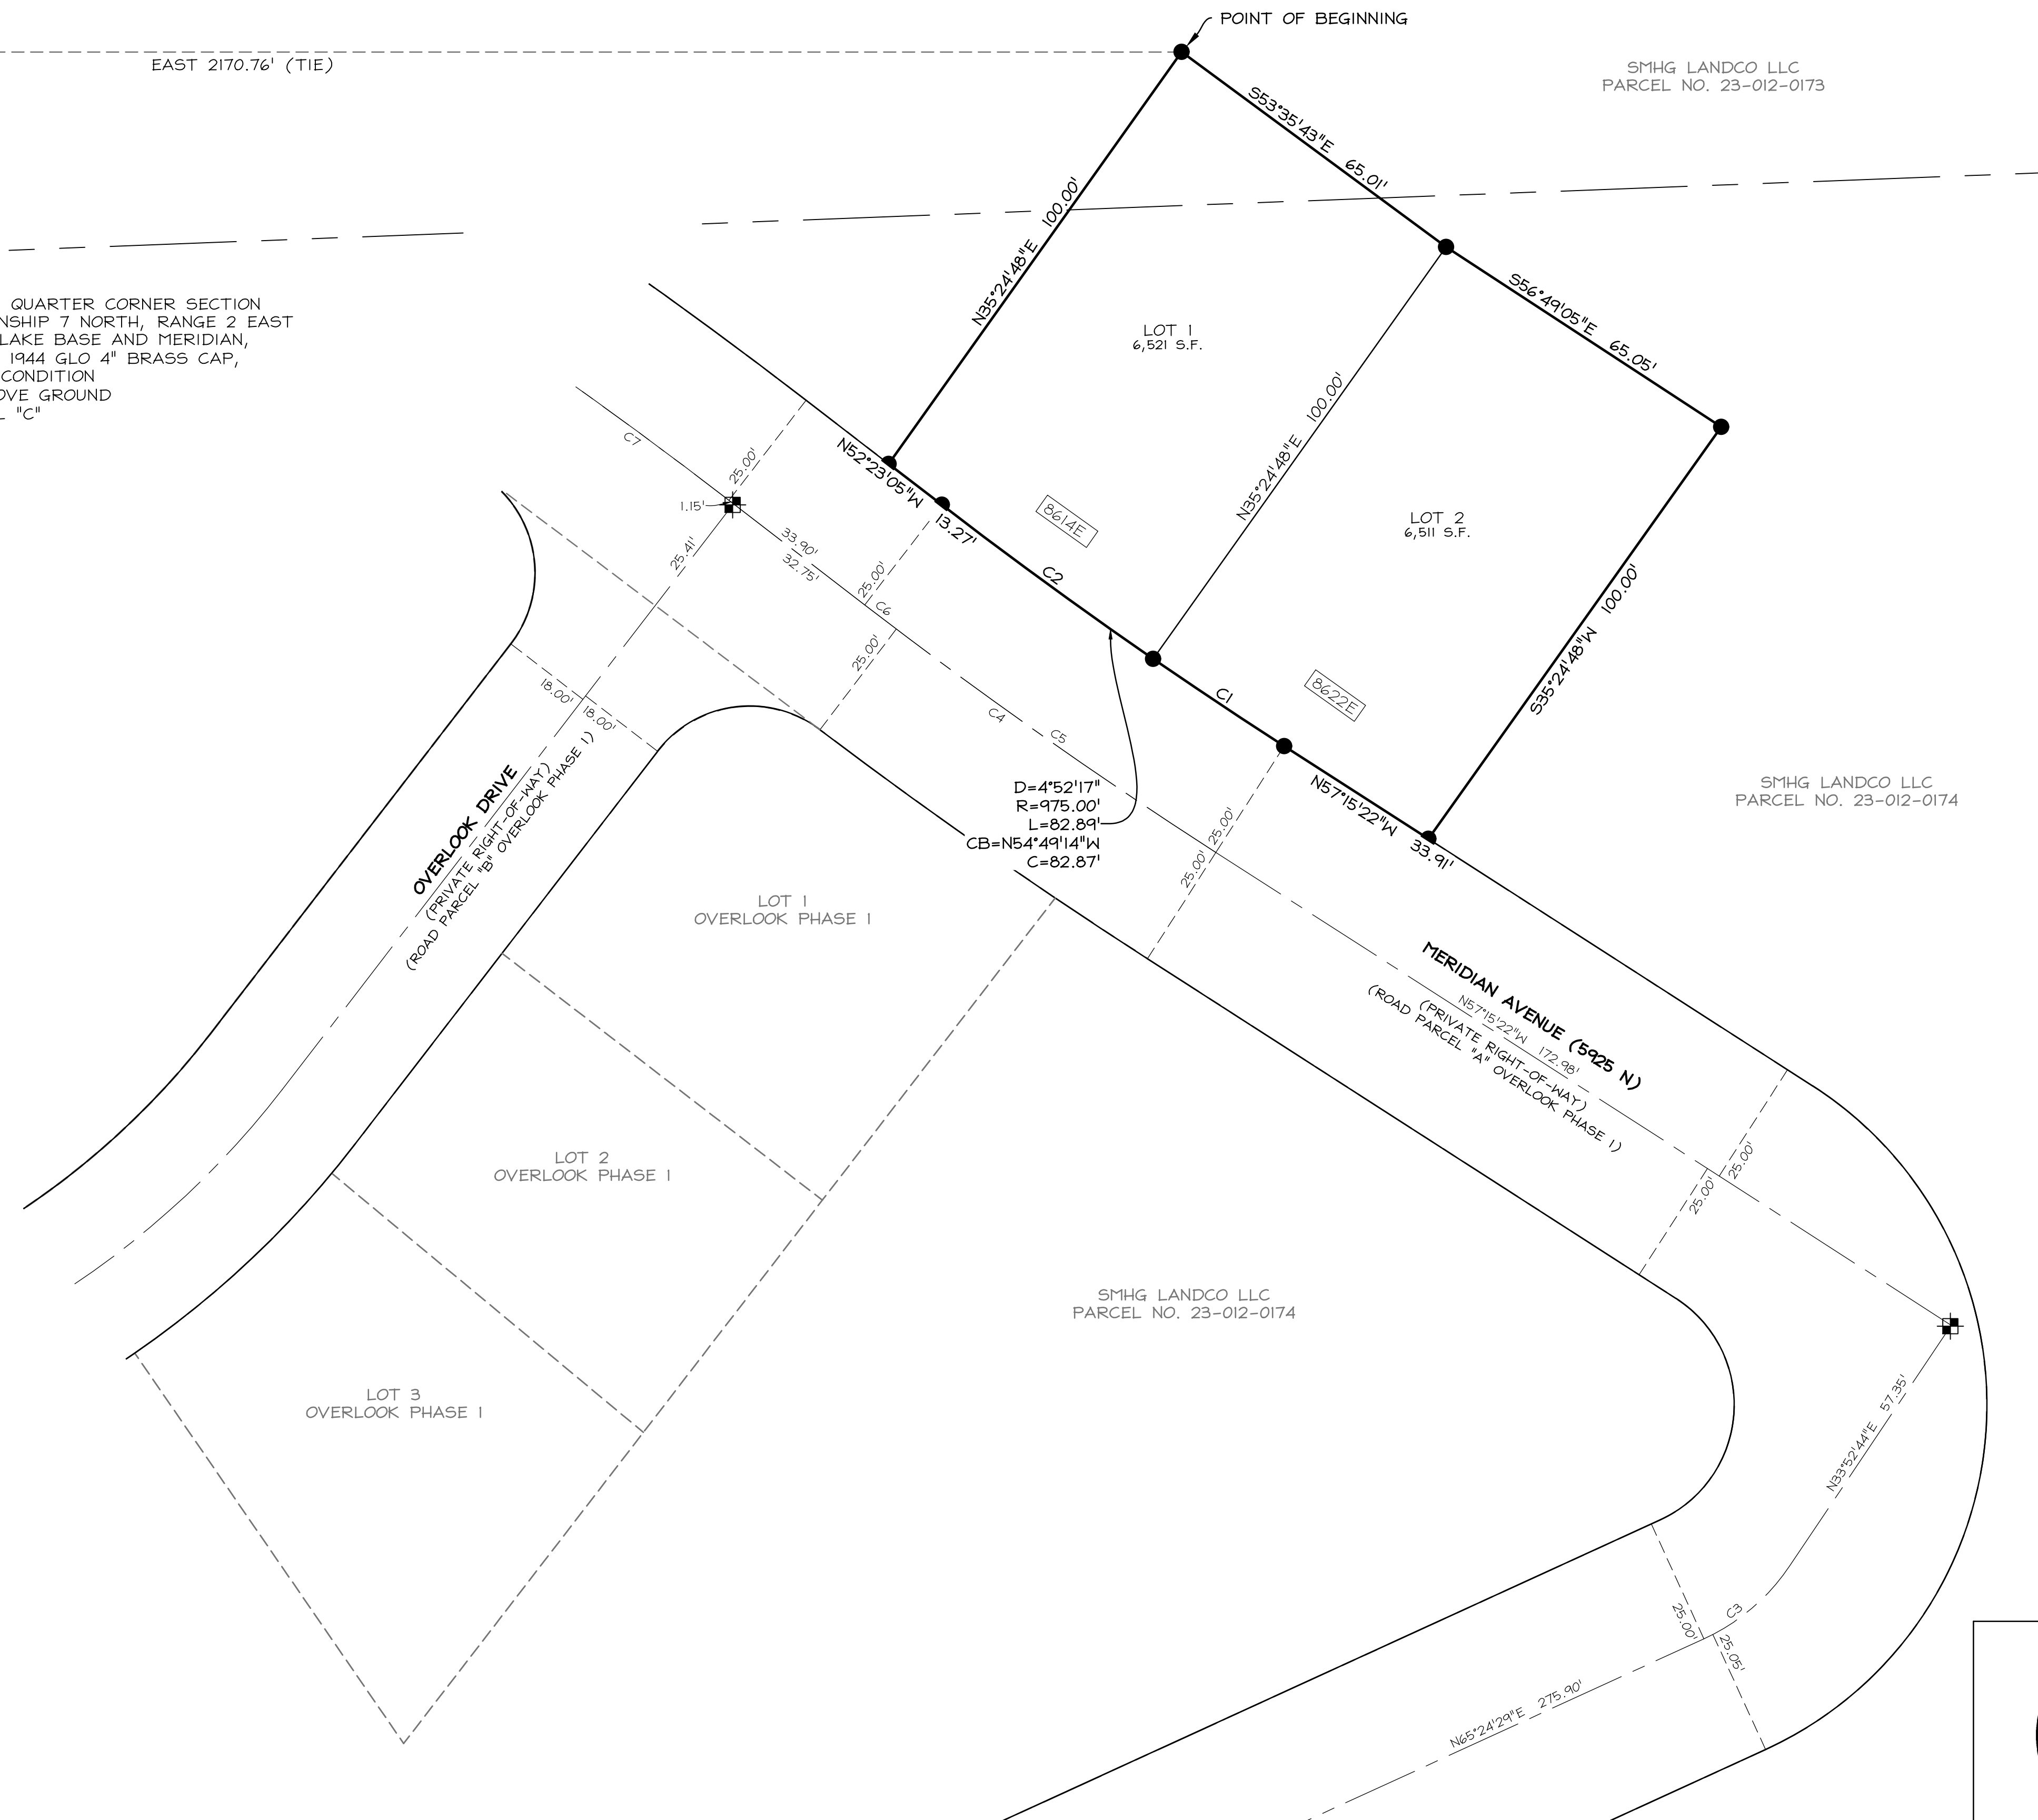 POINT OF BEGINNING
EAST 2170.76' (TIE)
SMHG LANDCO LLC
PARCEL NO. 23-012-0173
S53°35'43"E 65.01'
N35°24'48"E 100.00'
S56°49'05"E 65.05'
QUARTER CORNER SECTION
NSHIP 7 NORTH, RANGE 2 EAST
LAKE BASE AND MERIDIAN,
1944 GLO 4" BRASS CAP,
CONDITION
OVE GROUND
"C"
LOT 1
6,521 S.F.
N35°24'48"E 100.00'
LOT 2
6,511 S.F.
S35°24'48"W 100.00'
C7
25.00'
1.15'
N52°23'05"W 13.27'
8614E
33.90'
32.75'
25.41'
25.00'
C6
C2
25.00'
18.00'
18.00'
C4
C5
C1
8622E
OVERLOOK DRIVE
(PRIVATE RIGHT-OF-WAY)
(ROAD PARCEL "B" OVERLOOK PHASE 1)
D=4°52'17"
R=975.00'
L=82.89'
CB=N54°49'14"W
C=82.87'
25.00'
25.00'
N57°15'22"W 33.91'
SMHG LANDCO LLC
PARCEL NO. 23-012-0174
LOT 1
OVERLOOK PHASE 1
MERIDIAN AVENUE (5925 N)
N57°15'22"W 172.98'
(PRIVATE RIGHT-OF-WAY)
(ROAD PARCEL "A" OVERLOOK PHASE 1)
25.00'
25.00'
LOT 2
OVERLOOK PHASE 1
SMHG LANDCO LLC
PARCEL NO. 23-012-0174
LOT 3
OVERLOOK PHASE 1
N33°52'44"E 57.35'
C3
25.00'
25.05'
N65°24'29"E 275.90'